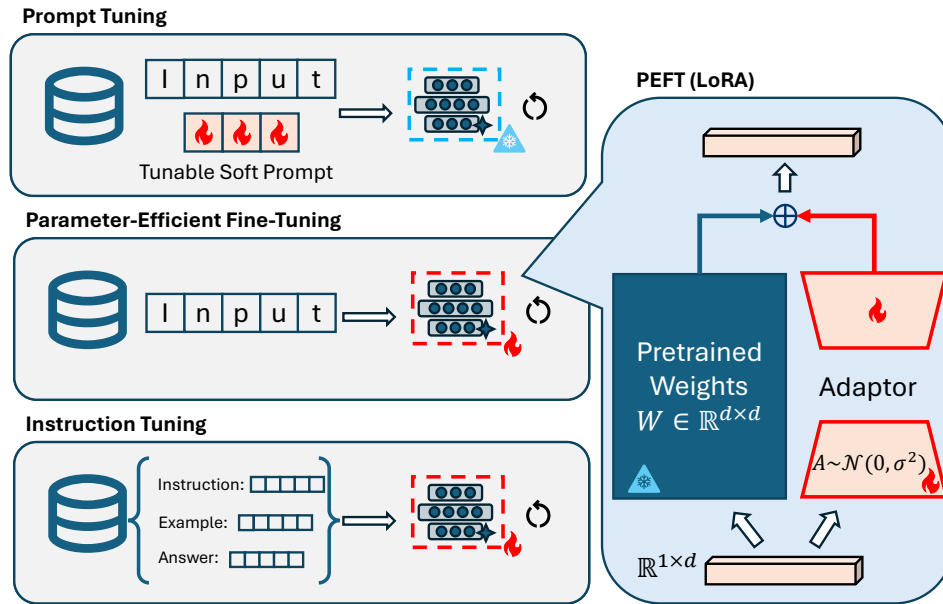 Prompt Tuning
I n p u t
Tunable Soft Prompt
Parameter-Efficient Fine-Tuning
I n p u t
Instruction Tuning
Instruction:
Example:
Answer:
PEFT (LoRA)
Pretrained
Weights
W ∈ ℝ^{d×d}
Adaptor
A~𝒩(0, σ²)
ℝ^{1×d}